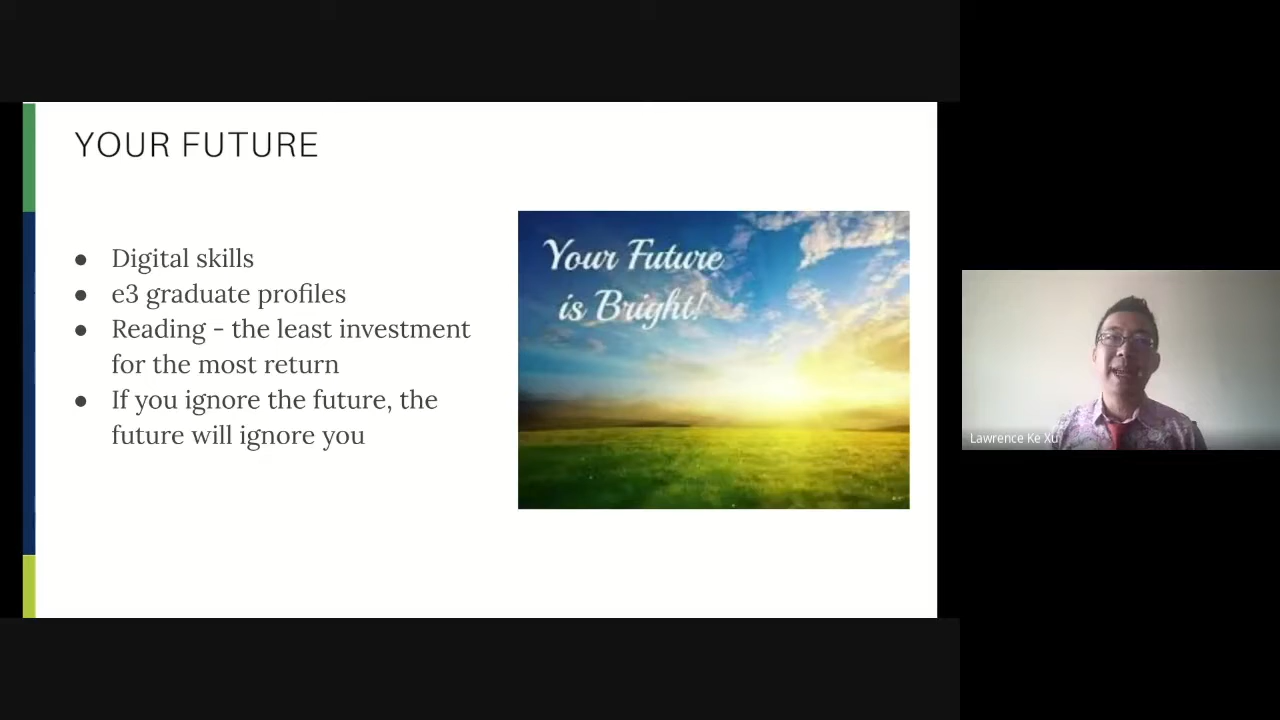 YOUR FUTURE
● Digital skills
● e3 graduate profiles
● Reading - the least investment
for the most return
● If you ignore the future, the
future will ignore you
Your Future
is Bright!
Lawrence Ke Xu